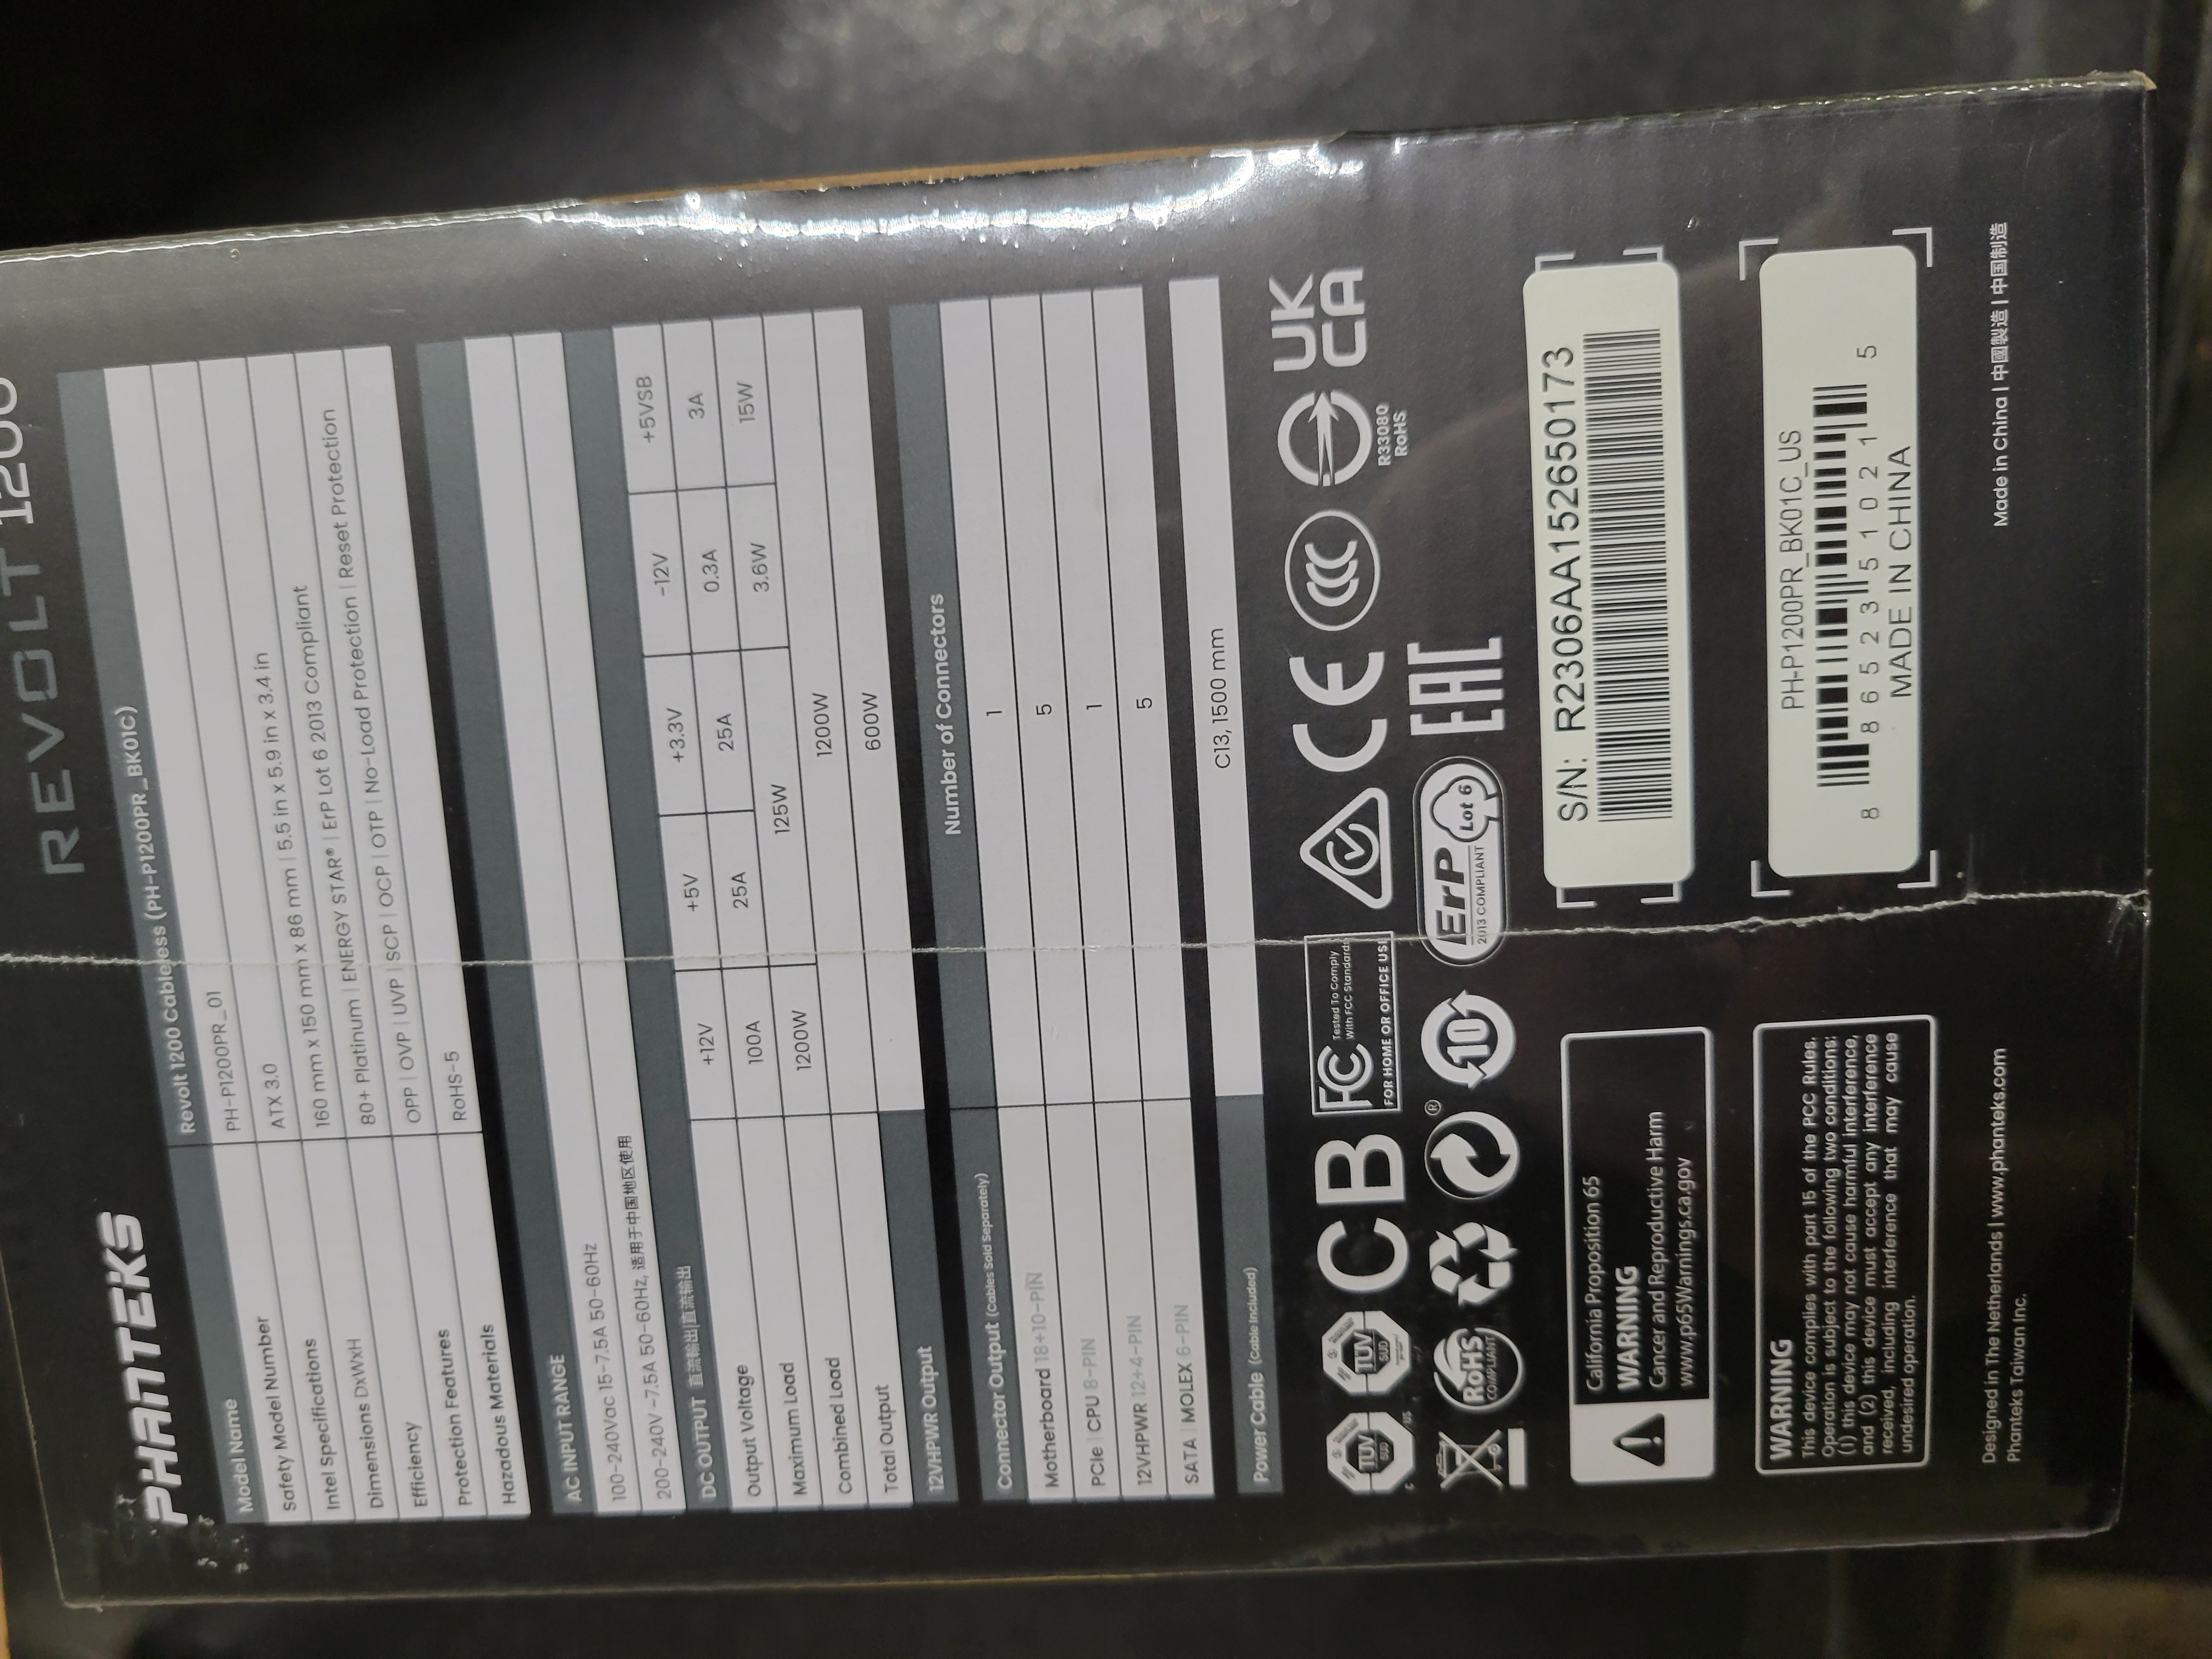 PHANTEKS
REVOLT 1200
Model Name Revolt 1200 Cableless (PH-P1200PR_BK01C)
Safety Model Number PH-P1200PR_01
Intel Specifications ATX 3.0
Dimensions DxWxH 160 mm x 150 mm x 86 mm | 5.5 in x 5.9 in x 3.4 in
Efficiency 80+ Platinum | ENERGY STAR® | ErP Lot 6 2013 Compliant
Protection Features OPP | OVP | UVP | SCP | OCP | OTP | No-Load Protection | Reset Protection
Hazadous Materials RoHS-5
AC INPUT RANGE
100-240Vac 15-7.5A 50-60Hz
200-240V -7.5A 50-60Hz, 适用于中国地区使用
DC OUTPUT 直流輸出|直流输出
Output Voltage +12V +5V +3.3V -12V +5VSB
Maximum Load 100A 25A 25A 0.3A 3A
Combined Load 1200W 125W 3.6W 15W
Total Output 1200W
12VHPWR Output 600W
Connector Output (Cables Sold Separately) Number of Connectors
Motherboard 18+10-PIN 1
PCIe | CPU 8-PIN 5
12VHPWR 12+4-PIN 1
SATA | MOLEX 6-PIN 5
Power Cable (Cable Included) C13, 1500 mm
TUV SUD
TUV SUD
CB
FC Tested To Comply
With FCC Standards
FOR HOME OR OFFICE USE
CE
CCC
R33080
RoHS
UK
CA
RoHS
COMPLIANT
®
10
ErP Lot 6
2013 COMPLIANT
EAC
California Proposition 65
WARNING
Cancer and Reproductive Harm
www.p65Warnings.ca.gov
S/N: R2306AA152650173
WARNING
This device complies with part 15 of the PCC Rules.
Operation is subject to the following two conditions:
(1) this device may not cause harmful interference,
and (2) this device must accept any interference
received, including interference that may cause
undesired operation.
PH-P1200PR_BK01C_US
8 86523 51021 5
MADE IN CHINA
Designed in The Netherlands | www.phanteks.com
Phanteks Taiwan Inc.
Made in China | 中國製造 | 中国制造